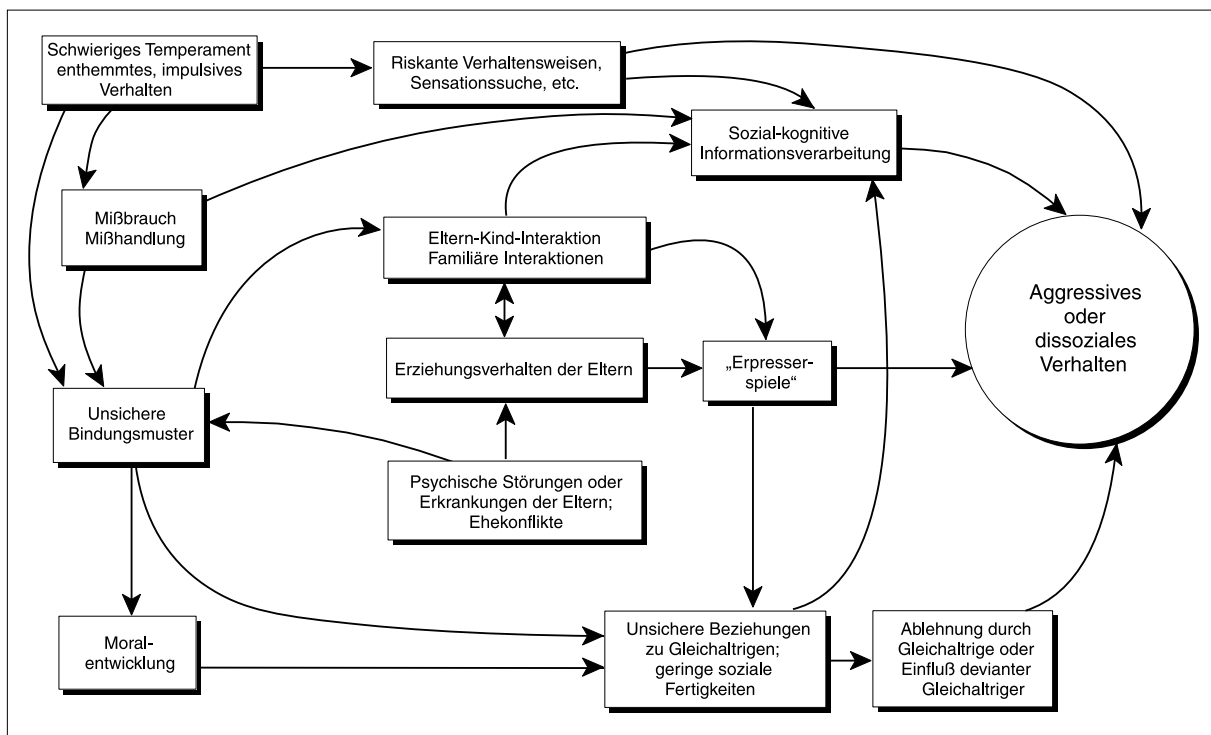 Schwieriges Temperament
enthemmtes, impulsives
Verhalten
Riskante Verhaltensweisen,
Sensationssuche, etc.
Sozial-kognitive
Informationsverarbeitung
Mißbrauch
Mißhandlung
Eltern-Kind-Interaktion
Familiäre Interaktionen
Aggressives
oder
dissoziales
Verhalten
Erziehungsverhalten der Eltern
„Erpresser-
spiele“
Unsichere
Bindungsmuster
Psychische Störungen oder
Erkrankungen der Eltern;
Ehekonflikte
Moral-
entwicklung
Unsichere Beziehungen
zu Gleichaltrigen;
geringe soziale
Fertigkeiten
Ablehnung durch
Gleichaltrige oder
Einfluß devianter
Gleichaltriger